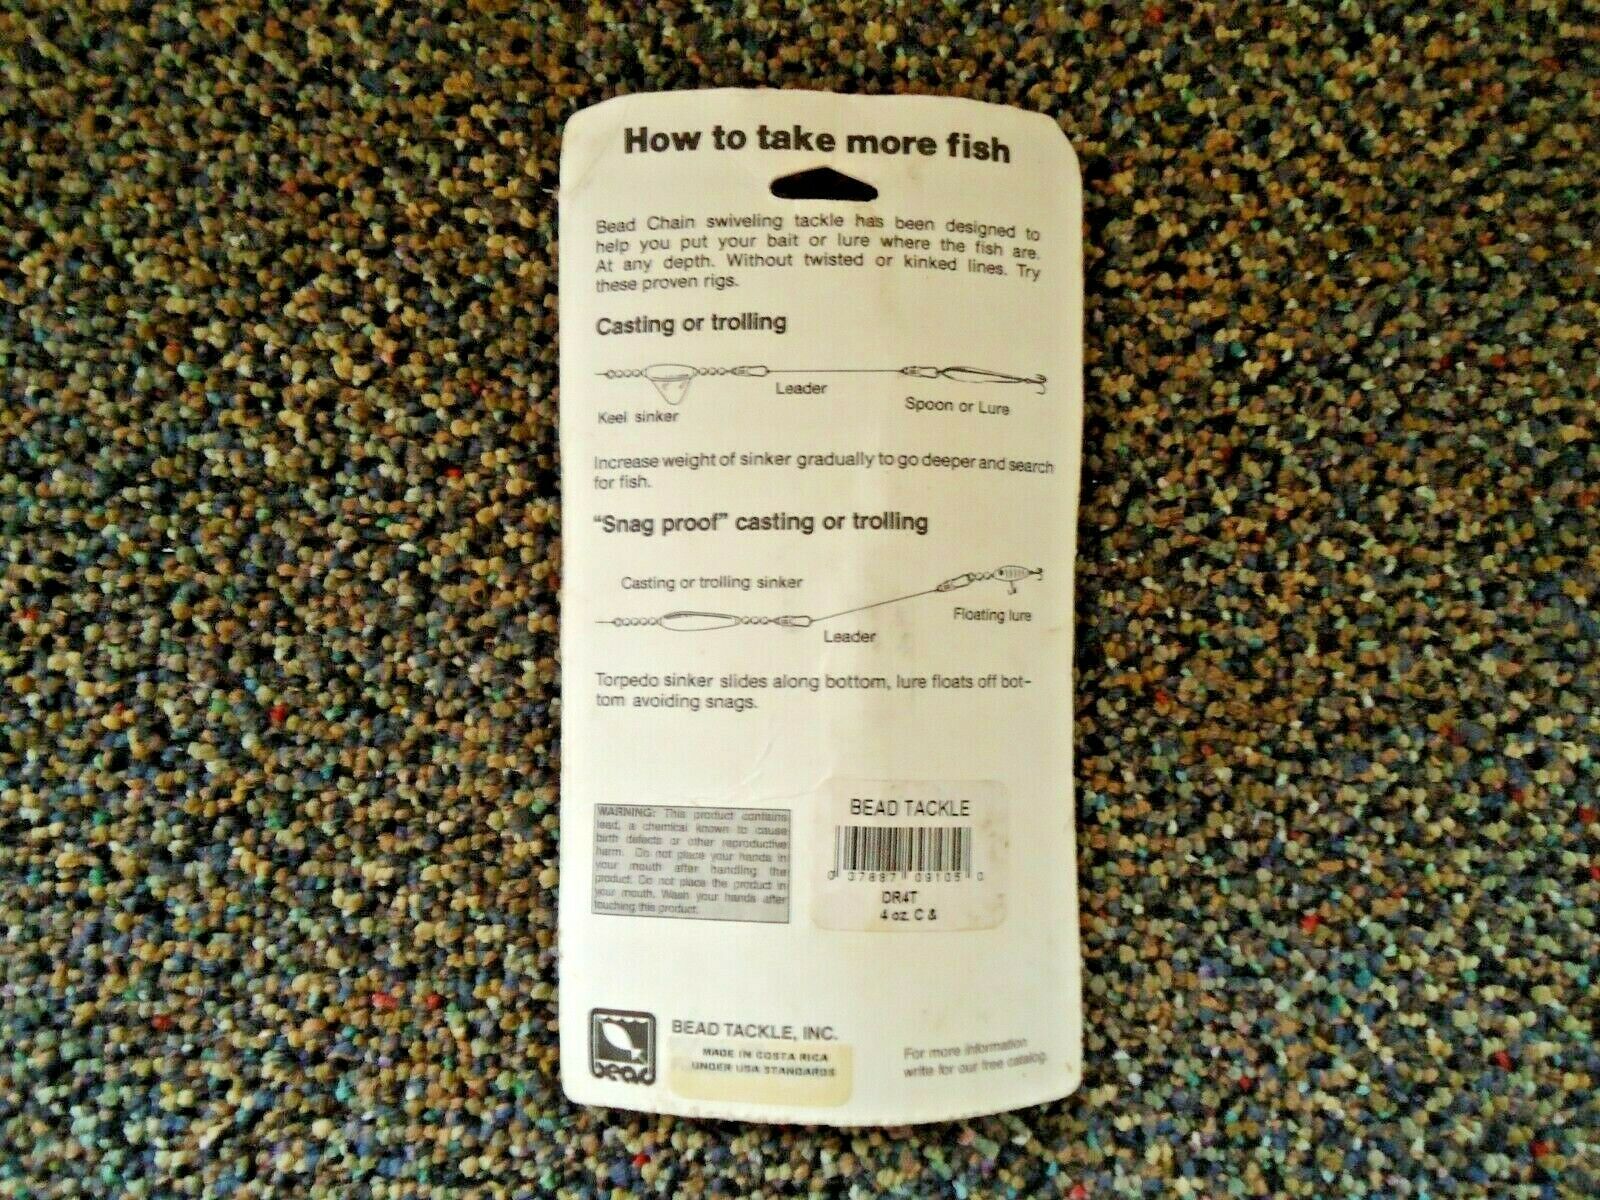 How to take more fish
Bead Chain swiveling tackle has been designed to
help you put your bait or lure where the fish are.
At any depth. Without twisted or kinked lines. Try
these proven rigs.
Casting or trolling
Leader
Keel sinker
Spoon or Lure
Increase weight of sinker gradually to go deeper and search
for fish.
“Snag proof” casting or trolling
Casting or trolling sinker
Floating lure
Leader
Torpedo sinker slides along bottom, lure floats off bot-
tom avoiding snags.
WARNING: This product contains
lead, a chemical known to cause
birth defects or other reproductive
harm. Do not place your hands in
your mouth after handling the
product. Do not place the product in
your mouth. Wash your hands after
touching this product.
BEAD TACKLE
0 37887 09105 0
DR4T
4 oz. C &
bead
BEAD TACKLE, INC.
MADE IN COSTA RICA
UNDER USA STANDARDS
For more information
write for our free catalog.